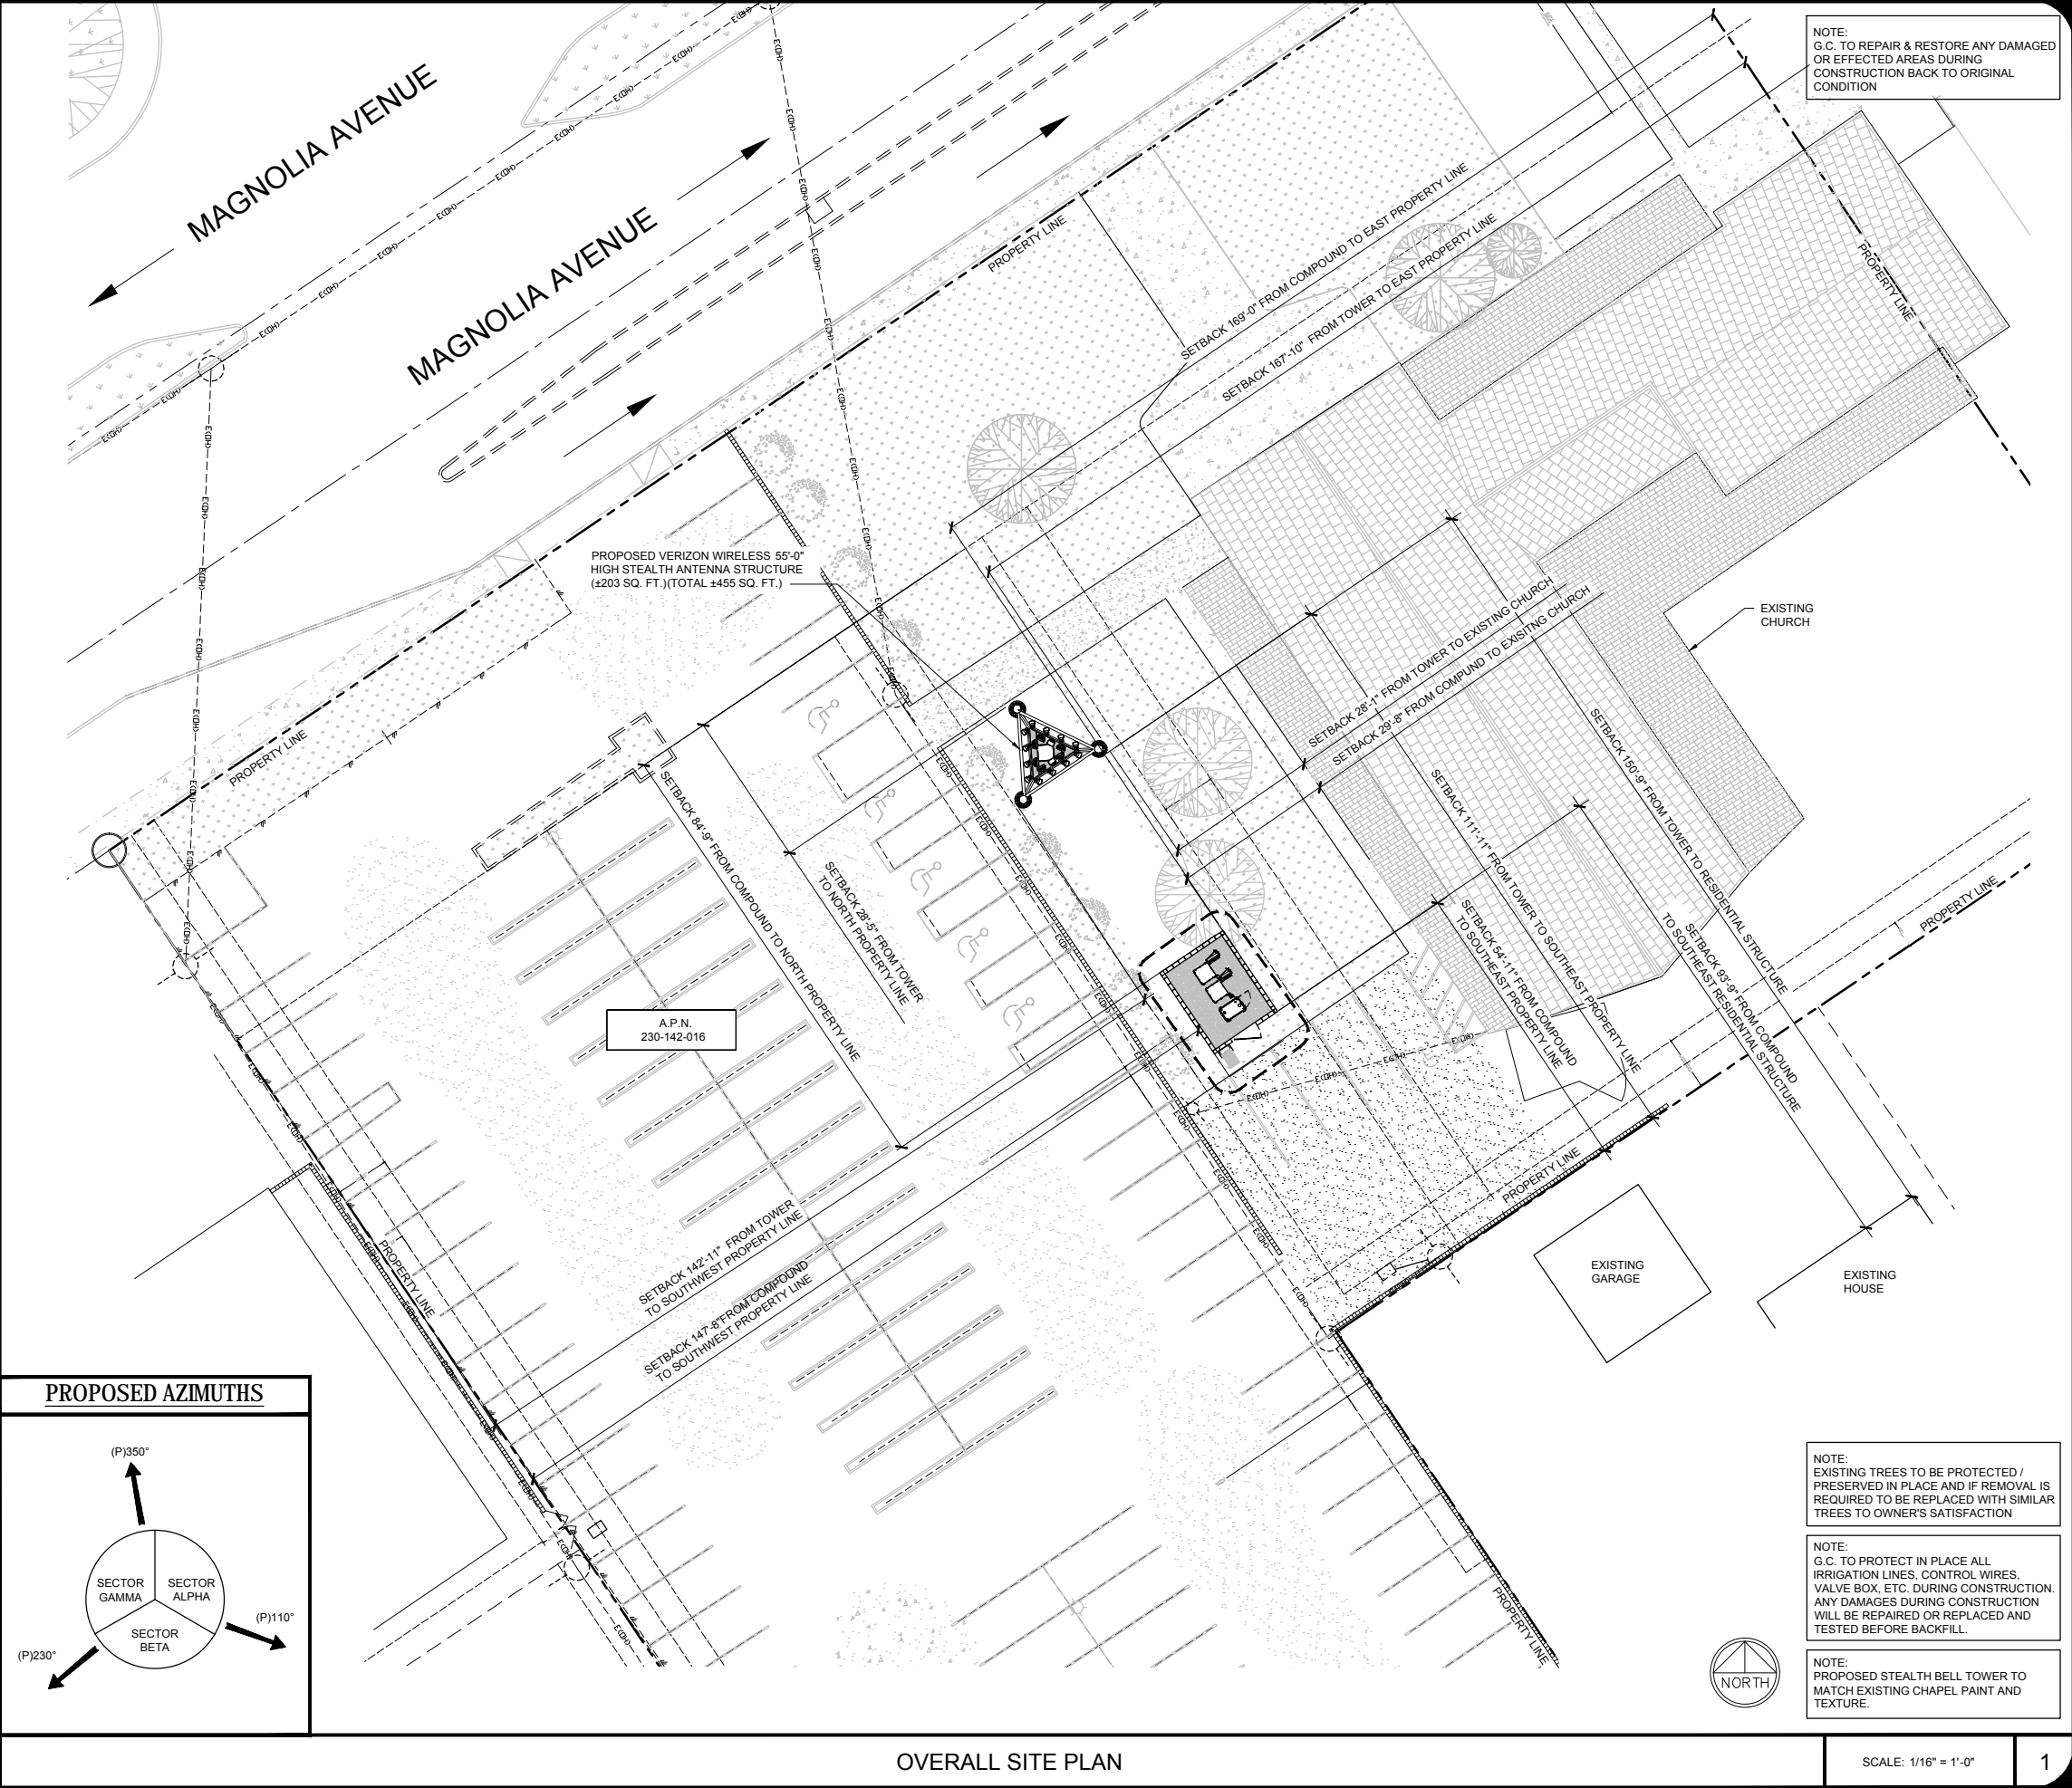 NOTE:
G.C. TO REPAIR & RESTORE ANY DAMAGED
OR EFFECTED AREAS DURING
CONSTRUCTION BACK TO ORIGINAL
CONDITION
MAGNOLIA AVENUE
MAGNOLIA AVENUE
PROPERTY LINE
PROPERTY LINE
SETBACK 169'-0" FROM COMPOUND TO EAST PROPERTY LINE
SETBACK 167'-10" FROM TOWER TO EAST PROPERTY LINE
PROPOSED VERIZON WIRELESS 55'-0"
HIGH STEALTH ANTENNA STRUCTURE
(±203 SQ. FT.)(TOTAL ±455 SQ. FT.)
EXISTING
CHURCH
SETBACK 28'-1" FROM TOWER TO EXISTING CHURCH
SETBACK 29'-8" FROM COMPUND TO EXISITNG CHURCH
PROPERTY LINE
SETBACK 84'-9" FROM COMPOUND TO NORTH PROPERTY LINE
SETBACK 28'-5" FROM TOWER
TO NORTH PROPERTY LINE
SETBACK 150'-9" FROM TOWER TO RESIDENTIAL STRUCTURE
SETBACK 111'-11" FROM TOWER TO SOUTHEAST PROPERTY LINE
SETBACK 54'-11" FROM COMPOUND
TO SOUTHEAST PROPERTY LINE
SETBACK 93'-9" FROM COMPOUND
TO SOUTHEAST RESIDENTIAL STRUCTURE
PROPERTY LINE
A.P.N.
230-142-016
PROPERTY LINE
SETBACK 142'-11" FROM TOWER
TO SOUTHWEST PROPERTY LINE
SETBACK 147'-8" FROM COMPOUND
TO SOUTHWEST PROPERTY LINE
PROPERTY LINE
EXISTING
GARAGE
EXISTING
HOUSE
PROPERTY LINE
PROPOSED AZIMUTHS
(P)350°
SECTOR
GAMMA
SECTOR
ALPHA
SECTOR
BETA
(P)110°
(P)230°
NOTE:
EXISTING TREES TO BE PROTECTED /
PRESERVED IN PLACE AND IF REMOVAL IS
REQUIRED TO BE REPLACED WITH SIMILAR
TREES TO OWNER'S SATISFACTION
NOTE:
G.C. TO PROTECT IN PLACE ALL
IRRIGATION LINES, CONTROL WIRES,
VALVE BOX, ETC. DURING CONSTRUCTION.
ANY DAMAGES DURING CONSTRUCTION
WILL BE REPAIRED OR REPLACED AND
TESTED BEFORE BACKFILL.
NOTE:
PROPOSED STEALTH BELL TOWER TO
MATCH EXISTING CHAPEL PAINT AND
TEXTURE.
NORTH
OVERALL SITE PLAN
SCALE: 1/16" = 1'-0"
1